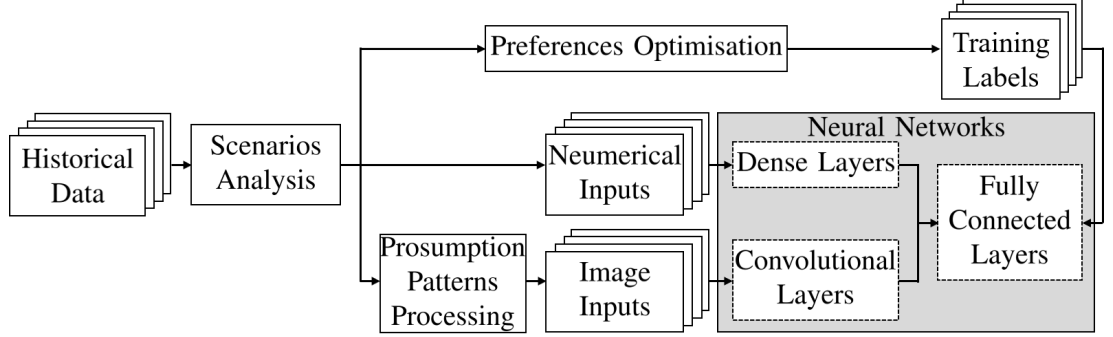 Preferences Optimisation
Training
Labels
Historical
Data
Scenarios
Analysis
Neumerical
Inputs
Neural Networks
Dense Layers
Fully
Connected
Layers
Prosumption
Patterns
Processing
Image
Inputs
Convolutional
Layers